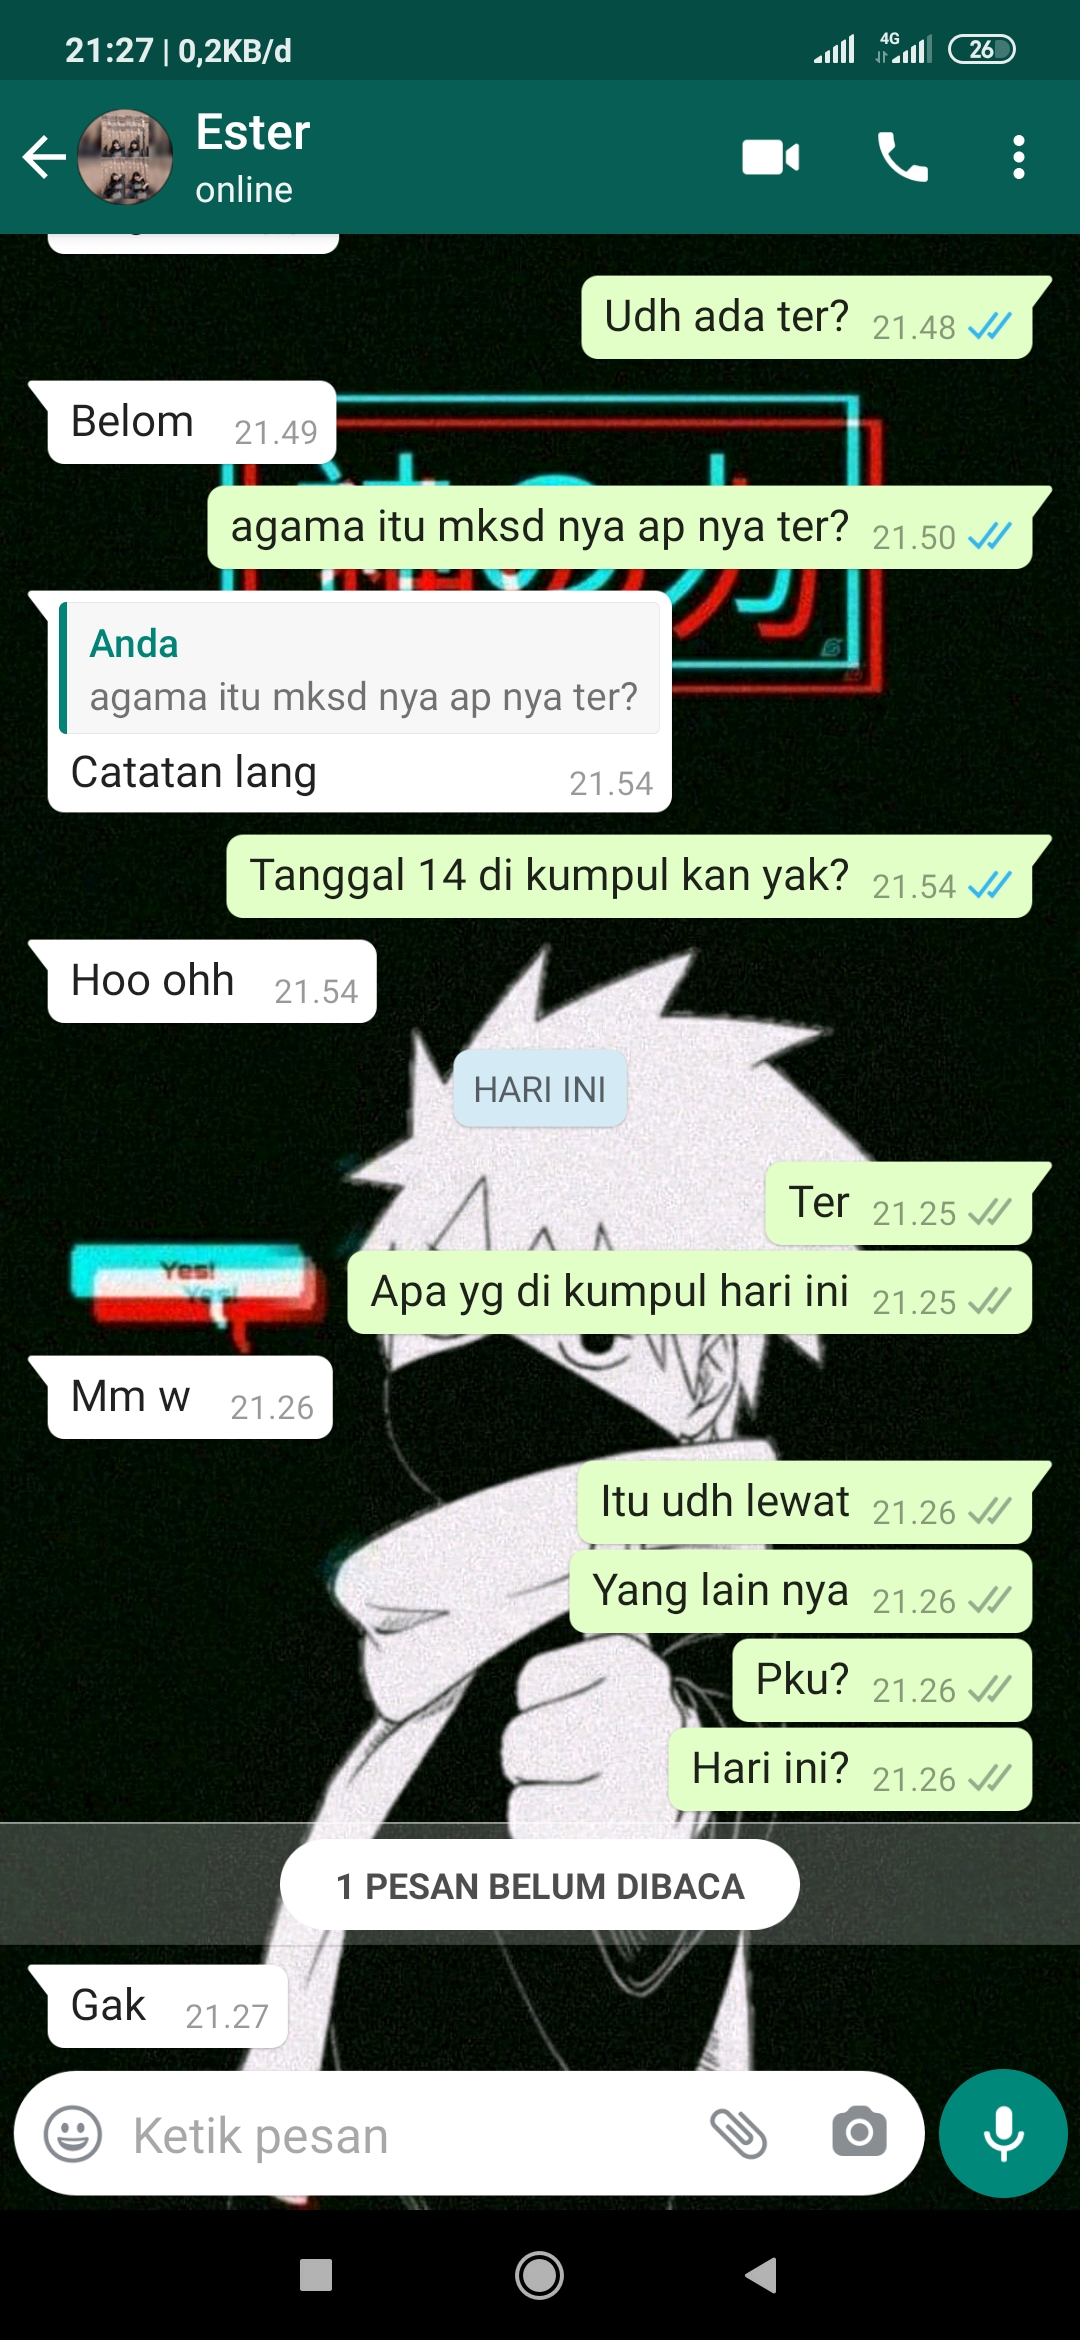 21:27 | 0,2KB/d
4G
26
Ester
online
Udh ada ter? 21.48
Belom 21.49
agama itu mksd nya ap nya ter? 21.50
Anda
agama itu mksd nya ap nya ter?
Catatan lang 21.54
Tanggal 14 di kumpul kan yak? 21.54
Hoo ohh 21.54
HARI INI
Ter 21.25
Yes!
Yes!
Apa yg di kumpul hari ini 21.25
Mm w 21.26
Itu udh lewat 21.26
Yang lain nya 21.26
Pku? 21.26
Hari ini? 21.26
1 PESAN BELUM DIBACA
Gak 21.27
Ketik pesan